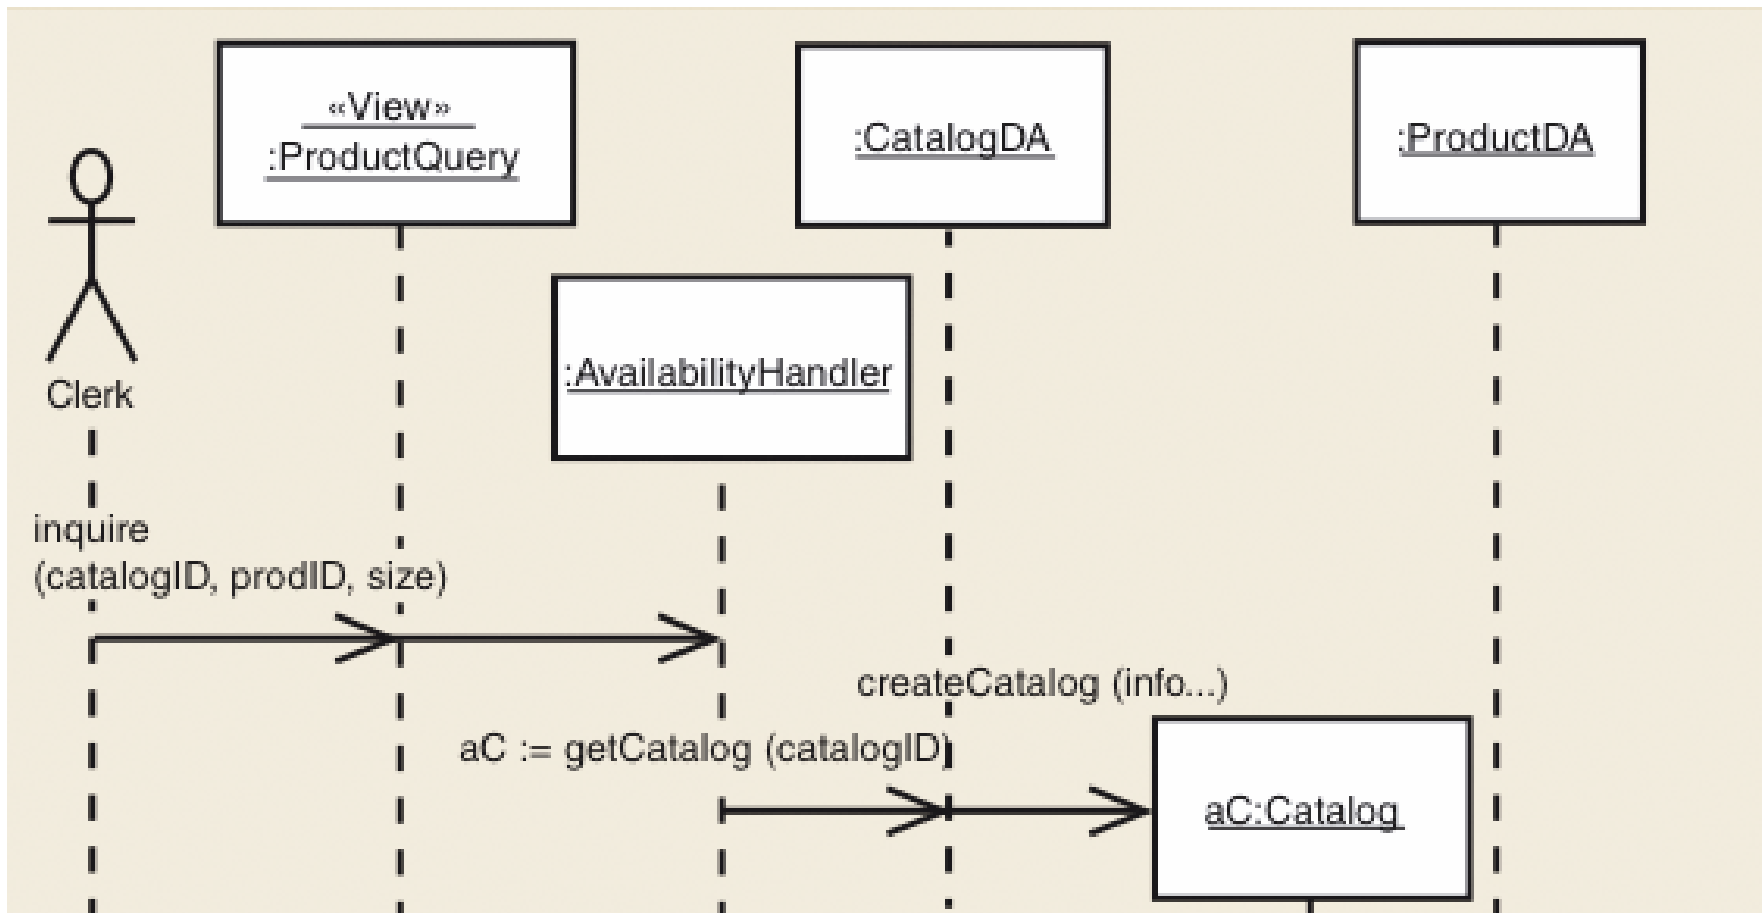 «View»
:ProductQuery
:CatalogDA
:ProductDA
:AvailabilityHandler
Clerk
inquire
(catalogID, prodID, size)
createCatalog (info...)
aC := getCatalog (catalogID)
aC:Catalog